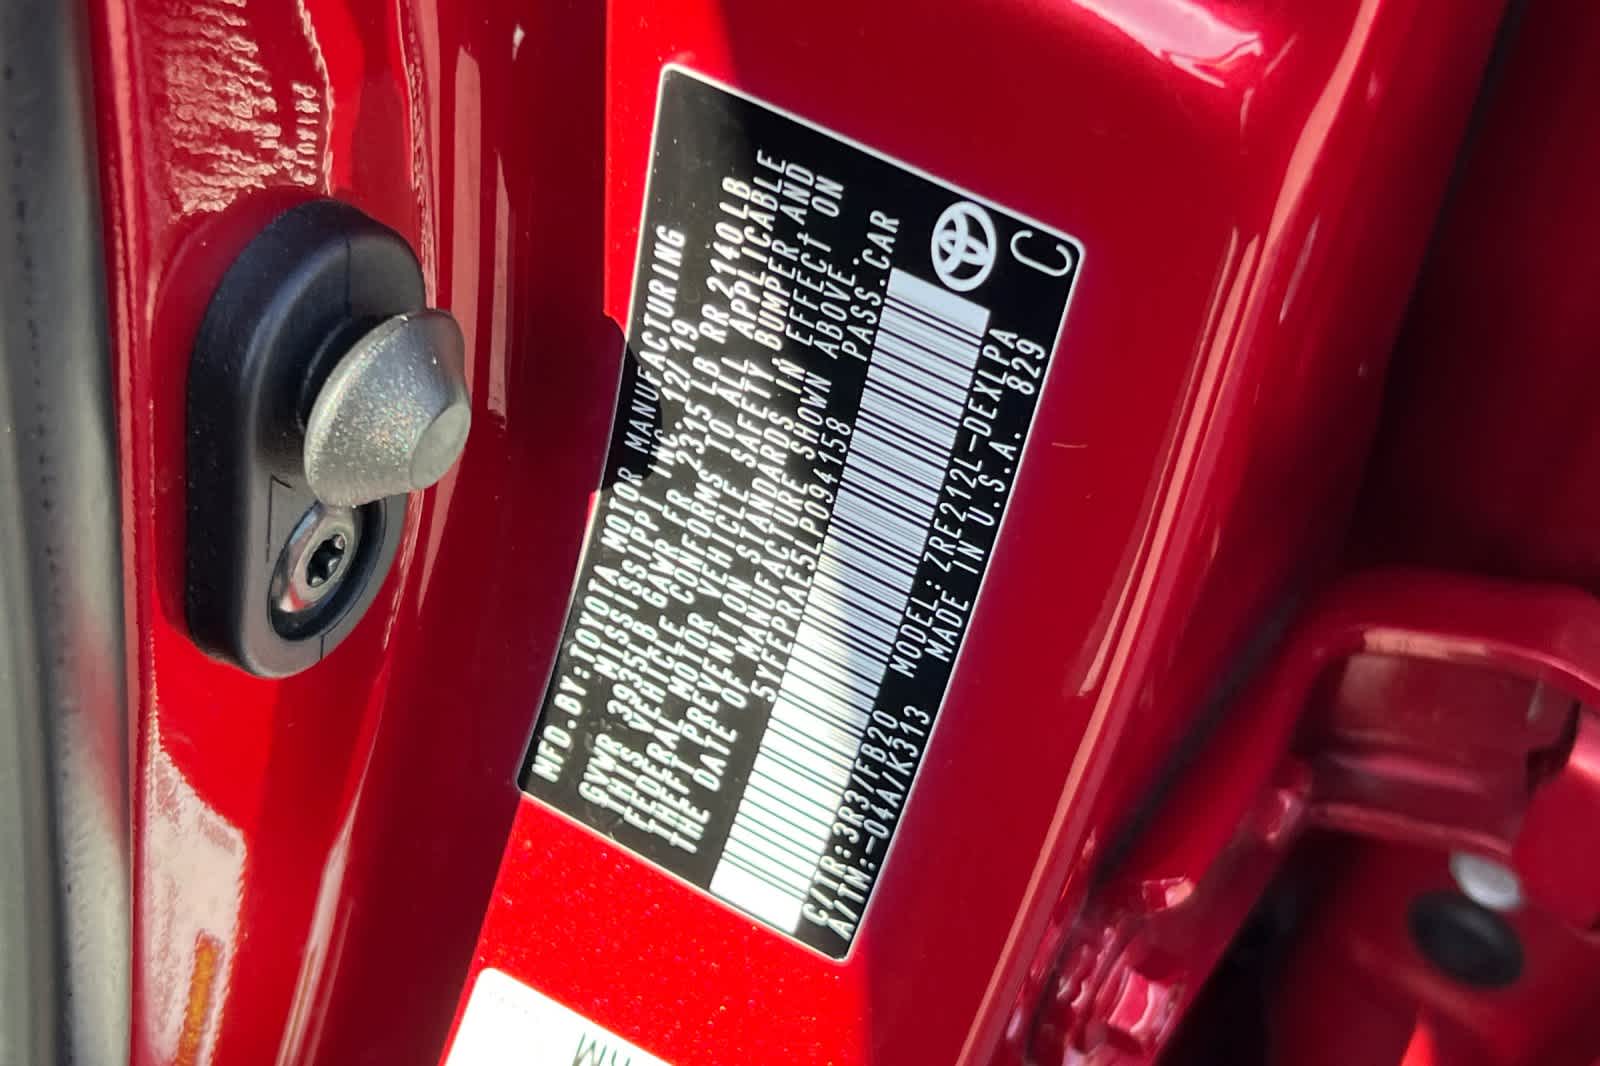 MFD.BY:TOYOTA MOTOR MANUFACTURING
MISSISSIPPI INC. 12/19
GVWR 3935LB GAWR FR 2315LB RR 2140LB
THIS VEHICLE CONFORMS TO ALL APPLICABLE
FEDERAL MOTOR VEHICLE SAFETY, BUMPER, AND
THEFT PREVENTION STANDARDS IN EFFECT ON
THE DATE OF MANUFACTURE SHOWN ABOVE.
5YFEPRAE5LP094158 PASS.CAR
C/TR:3R3/FB20 MODEL:ZRE212L-DEXLPA
A/TM:-04A/K313 MADE IN U.S.A. 829
C